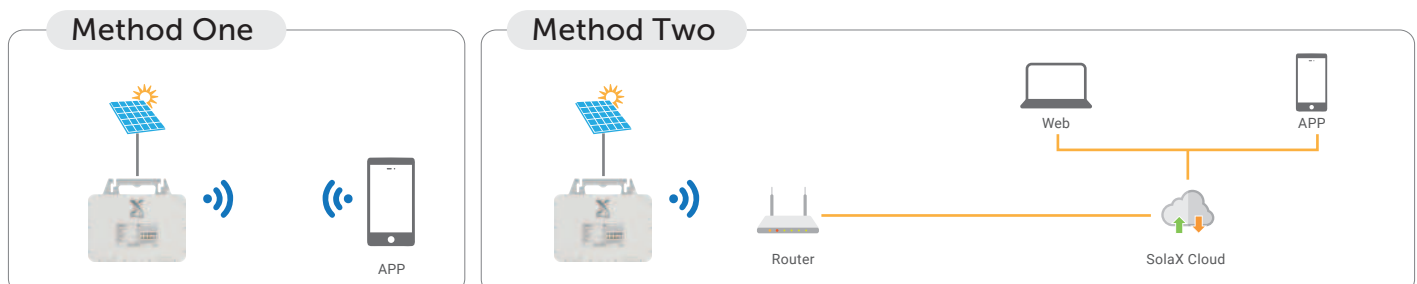 Method One
APP
Method Two
Web
APP
Router
SolaX Cloud